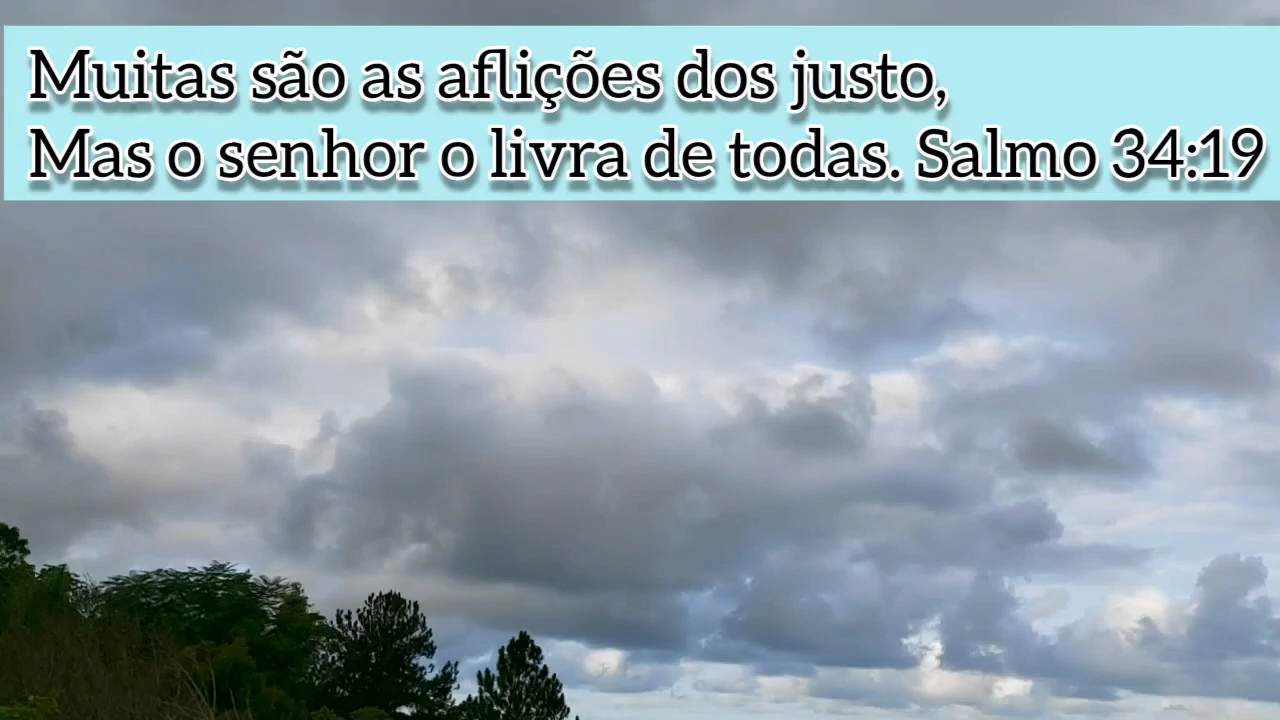 Muitas são as aflições dos justo,
Mas o senhor o livra de todas. Salmo 34:19